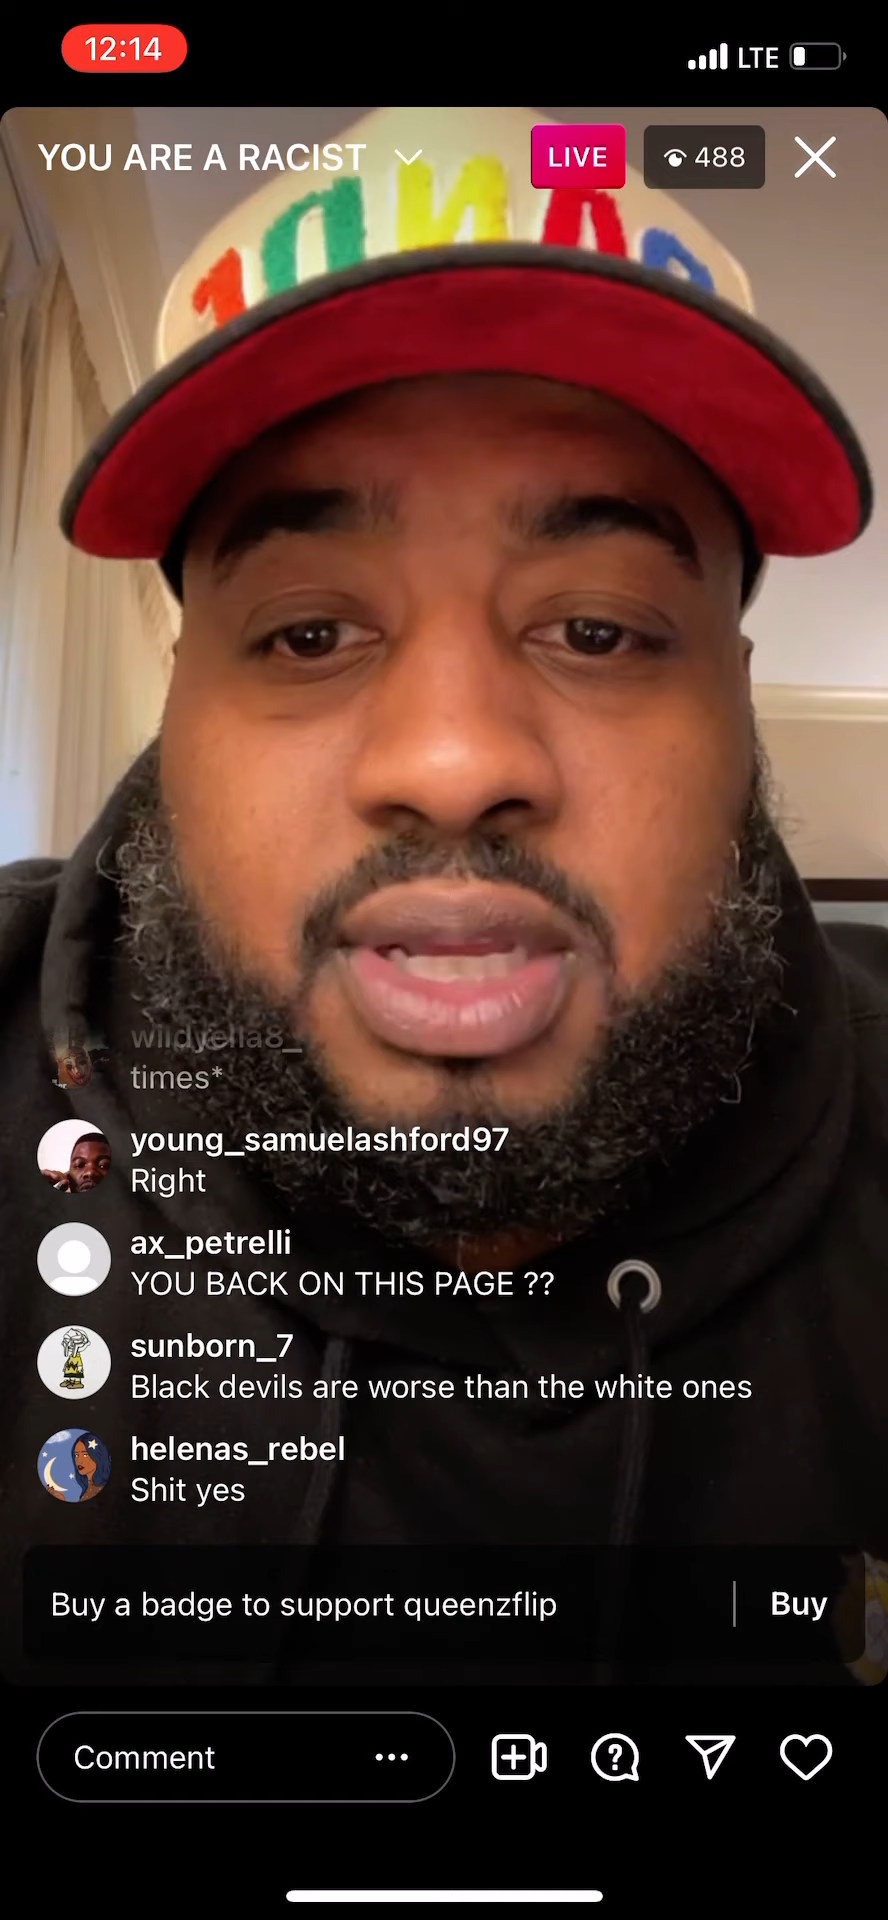 12:14
LTE
YOU ARE A RACIST
LIVE
488
wildyella8_
times*
young_samuelashford97
Right
ax_petrelli
YOU BACK ON THIS PAGE ??
sunborn_7
Black devils are worse than the white ones
helenas_rebel
Shit yes
Buy a badge to support queenzflip
Buy
Comment